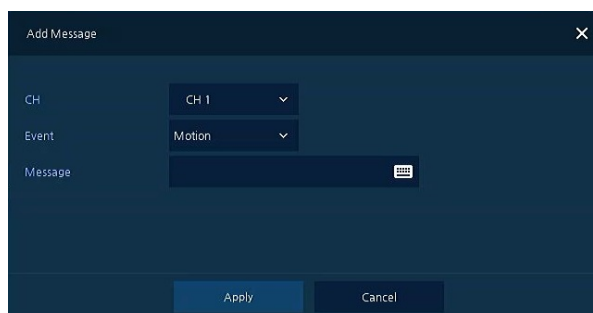 Add Message
CH CH 1
Event Motion
Message
Apply Cancel